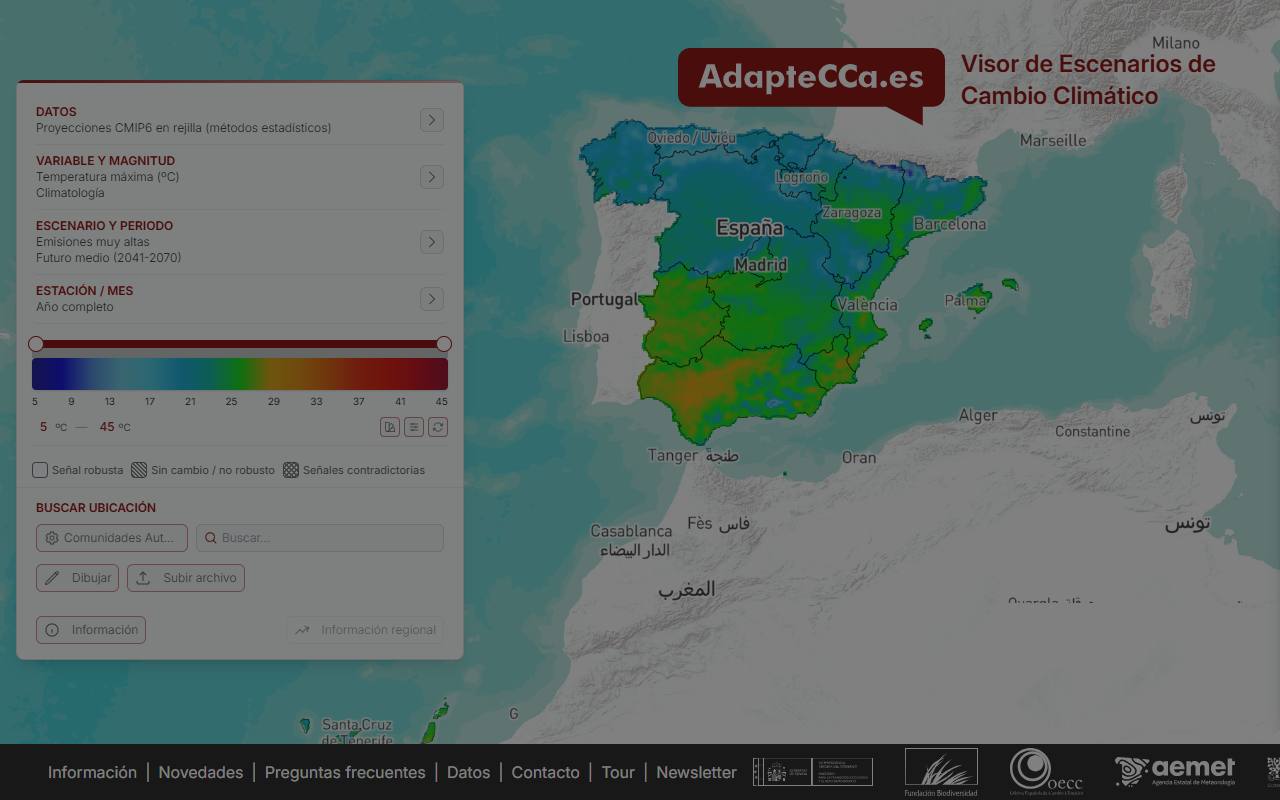 AdapteCCa.es
Visor de Escenarios de
Cambio Climático
DATOS
Proyecciones CMIP6 en rejilla (métodos estadísticos)
VARIABLE Y MAGNITUD
Temperatura máxima (ºC)
Climatología
ESCENARIO Y PERIODO
Emisiones muy altas
Futuro medio (2041-2070)
ESTACIÓN / MES
Año completo
5 9 13 17 21 25 29 33 37 41 45
5 ºC — 45 ºC
Señal robusta Sin cambio / no robusto Señales contradictorias
BUSCAR UBICACIÓN
Comunidades Aut... Buscar...
Dibujar Subir archivo
Información Información regional
Milano
Marseille
Oviedo / Uviéu
Logroño
Zaragoza
Barcelona
España
Madrid
Portugal
València
Palma
Lisboa
Alger
Constantine
تونس
Tanger طنجة
Oran
Casablanca
الدار البيضاء
Fès فاس
تونس
المغرب
Santa Cruz
de Tenerife
G
Información | Novedades | Preguntas frecuentes | Datos | Contacto | Tour | Newsletter
Fundación Biodiversidad
oecc
aemet
Agencia Estatal de Meteorología